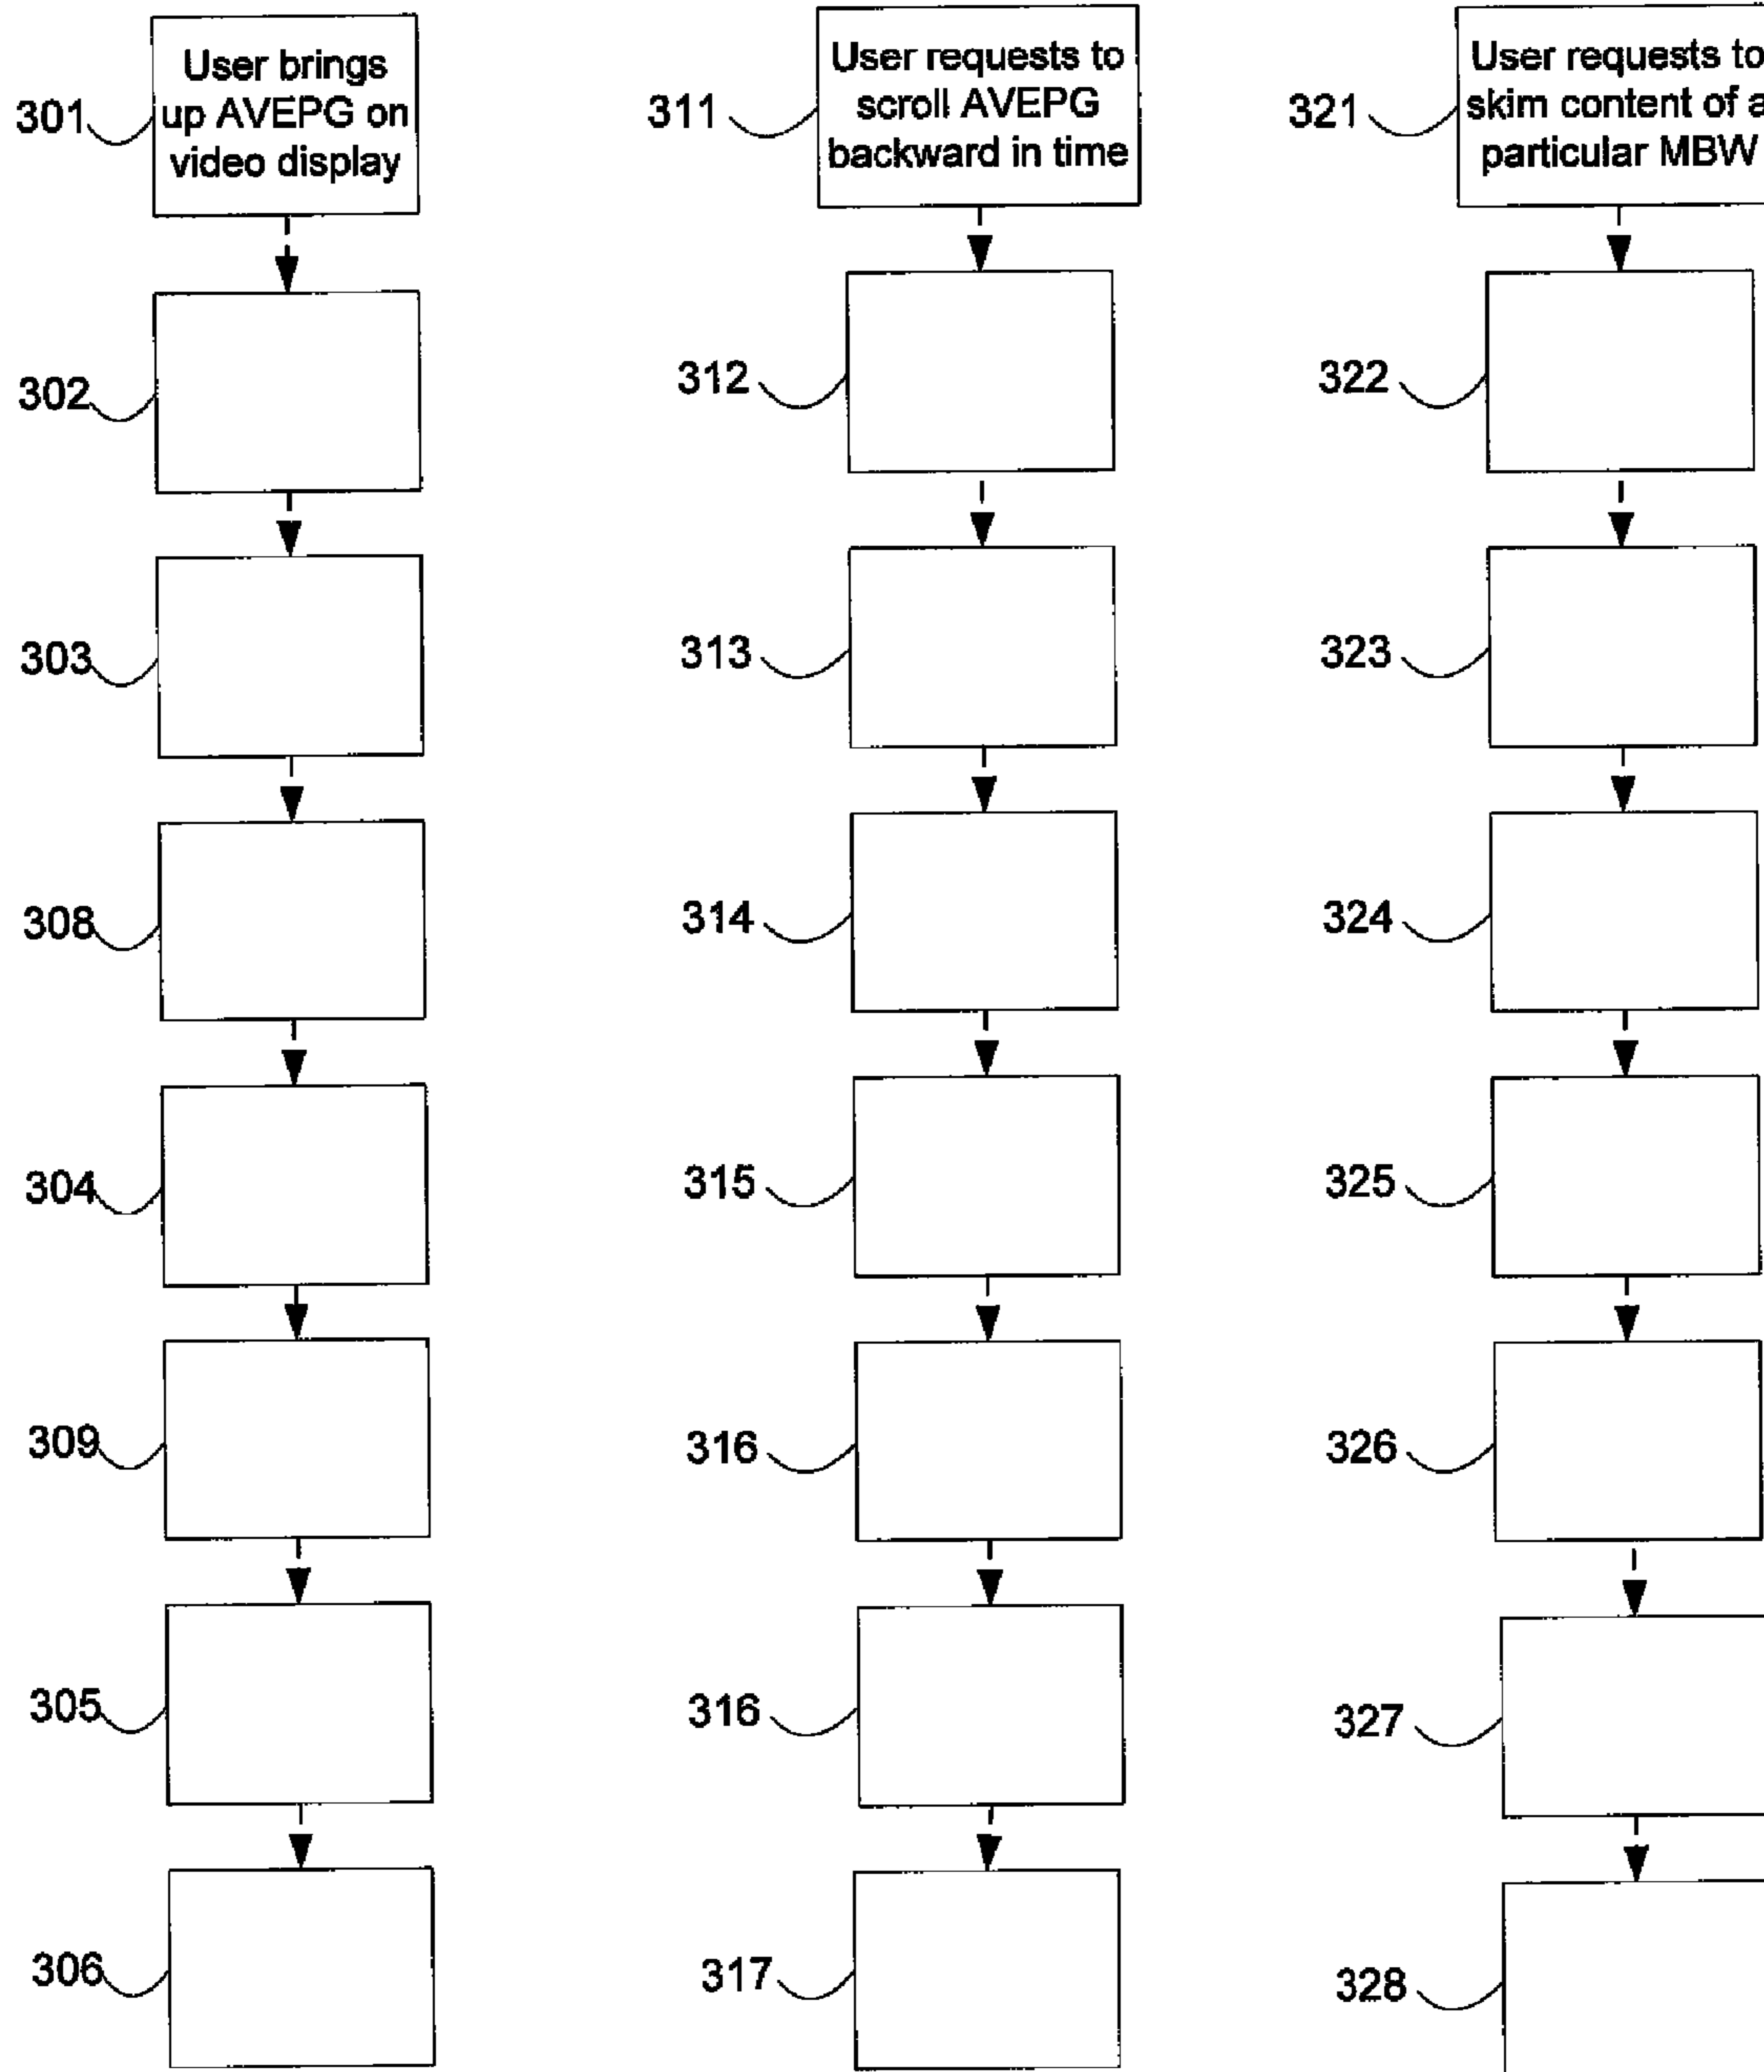 301
User brings
up AVEPG on
video display
302
303
308
304
309
305
306
311
User requests to
scroll AVEPG
backward in time
312
313
314
315
316
316
317
321
User requests to
skim content of a
particular MBW
322
323
324
325
326
327
328